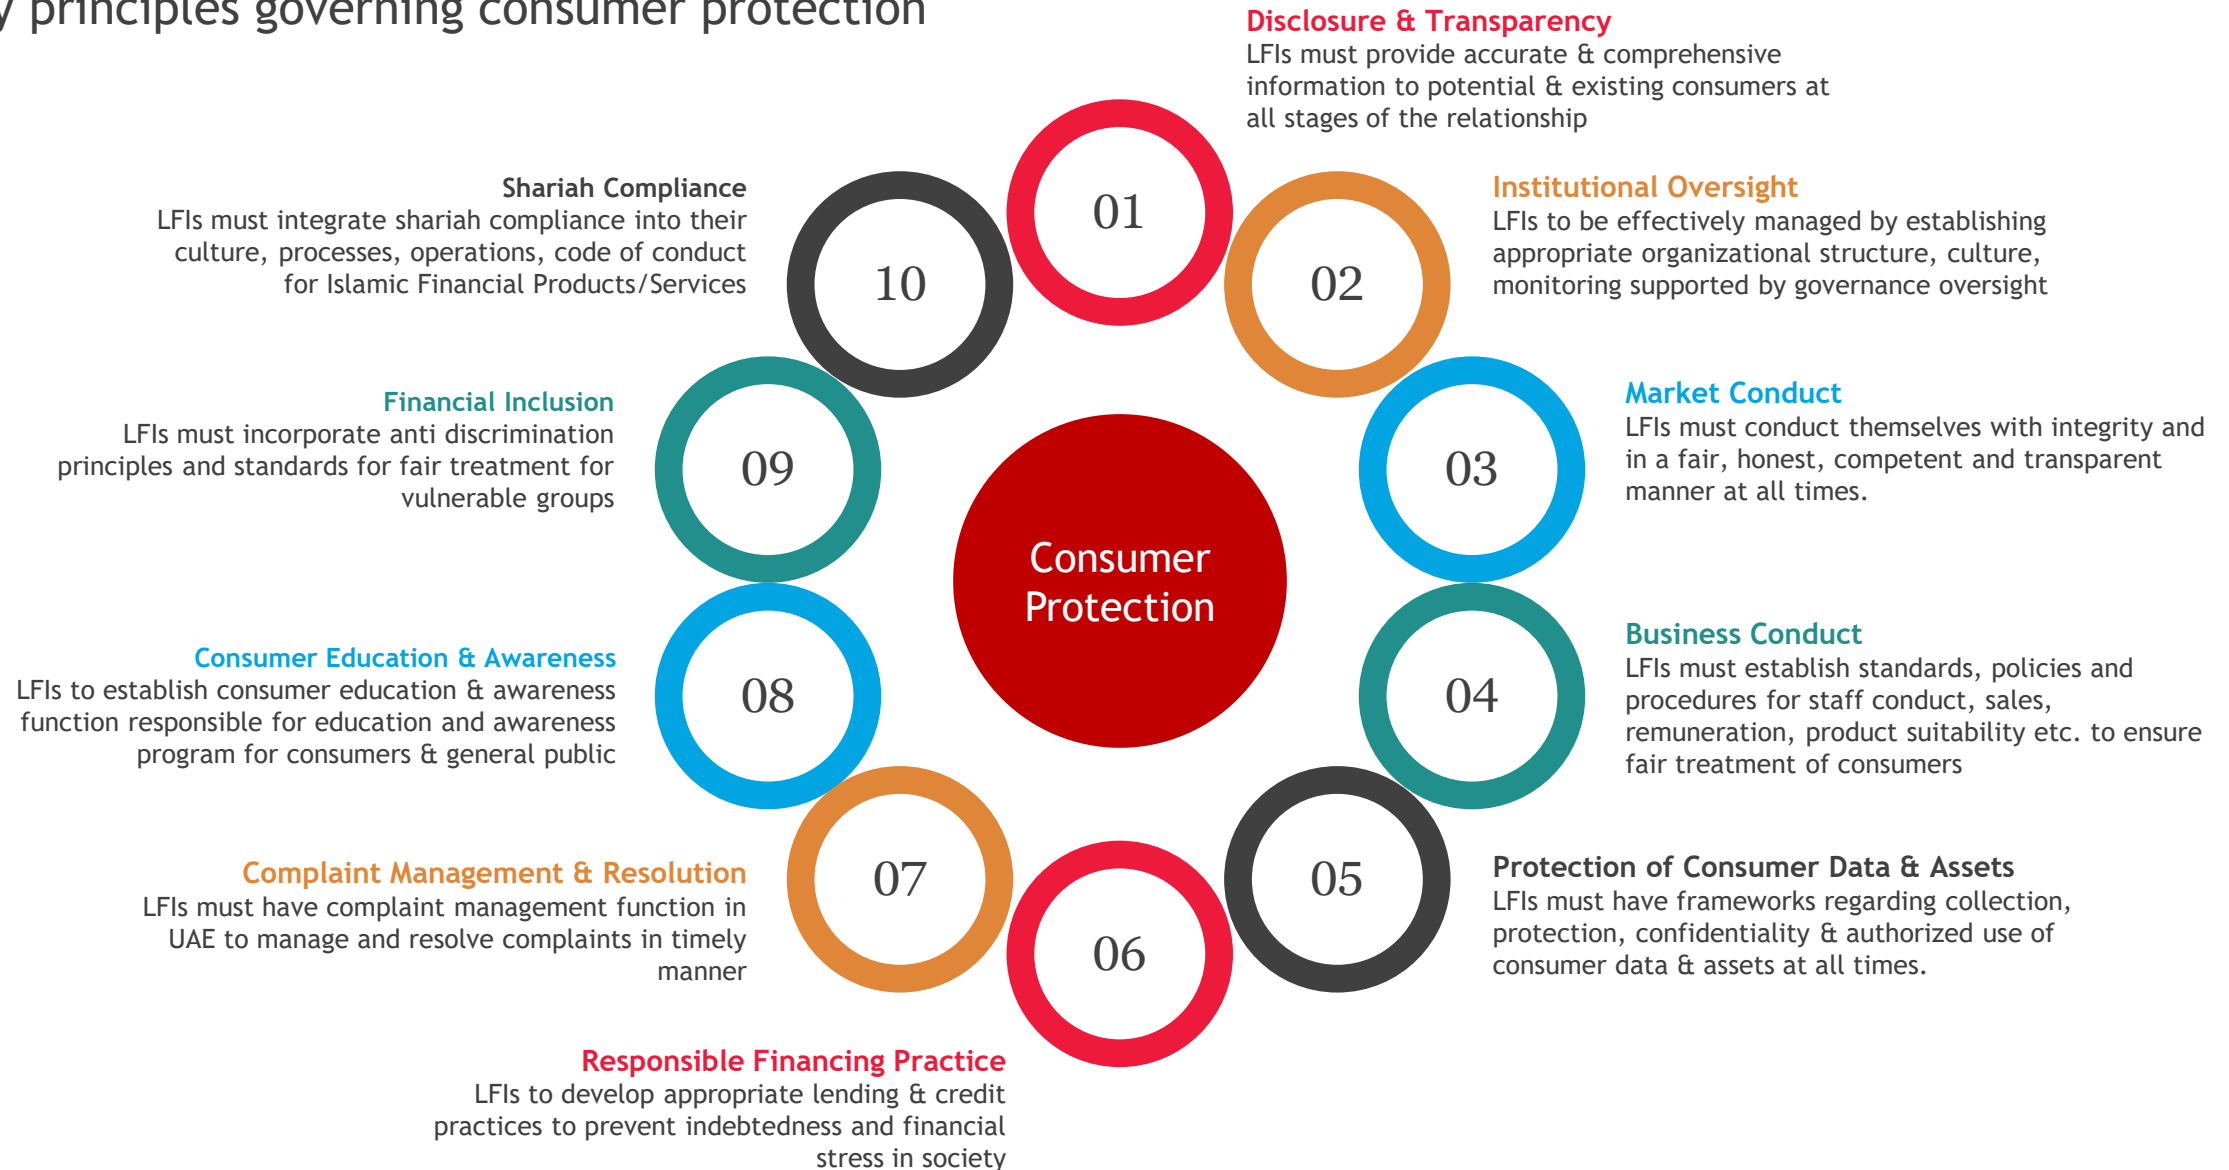 principles governing consumer protection
Disclosure & Transparency
LFIs must provide accurate & comprehensive
information to potential & existing consumers at
all stages of the relationship
01
Institutional Oversight
LFIs to be effectively managed by establishing
appropriate organizational structure, culture,
monitoring supported by governance oversight
02
Market Conduct
LFIs must conduct themselves with integrity and
in a fair, honest, competent and transparent
manner at all times.
03
Business Conduct
LFIs must establish standards, policies and
procedures for staff conduct, sales,
remuneration, product suitability etc. to ensure
fair treatment of consumers
04
Protection of Consumer Data & Assets
LFIs must have frameworks regarding collection,
protection, confidentiality & authorized use of
consumer data & assets at all times.
05
Responsible Financing Practice
LFIs to develop appropriate lending & credit
practices to prevent indebtedness and financial
stress in society
06
Complaint Management & Resolution
LFIs must have complaint management function in
UAE to manage and resolve complaints in timely
manner
07
Consumer Education & Awareness
LFIs to establish consumer education & awareness
function responsible for education and awareness
program for consumers & general public
08
Financial Inclusion
LFIs must incorporate anti discrimination
principles and standards for fair treatment for
vulnerable groups
09
Shariah Compliance
LFIs must integrate shariah compliance into their
culture, processes, operations, code of conduct
for Islamic Financial Products/Services
10
Consumer
Protection